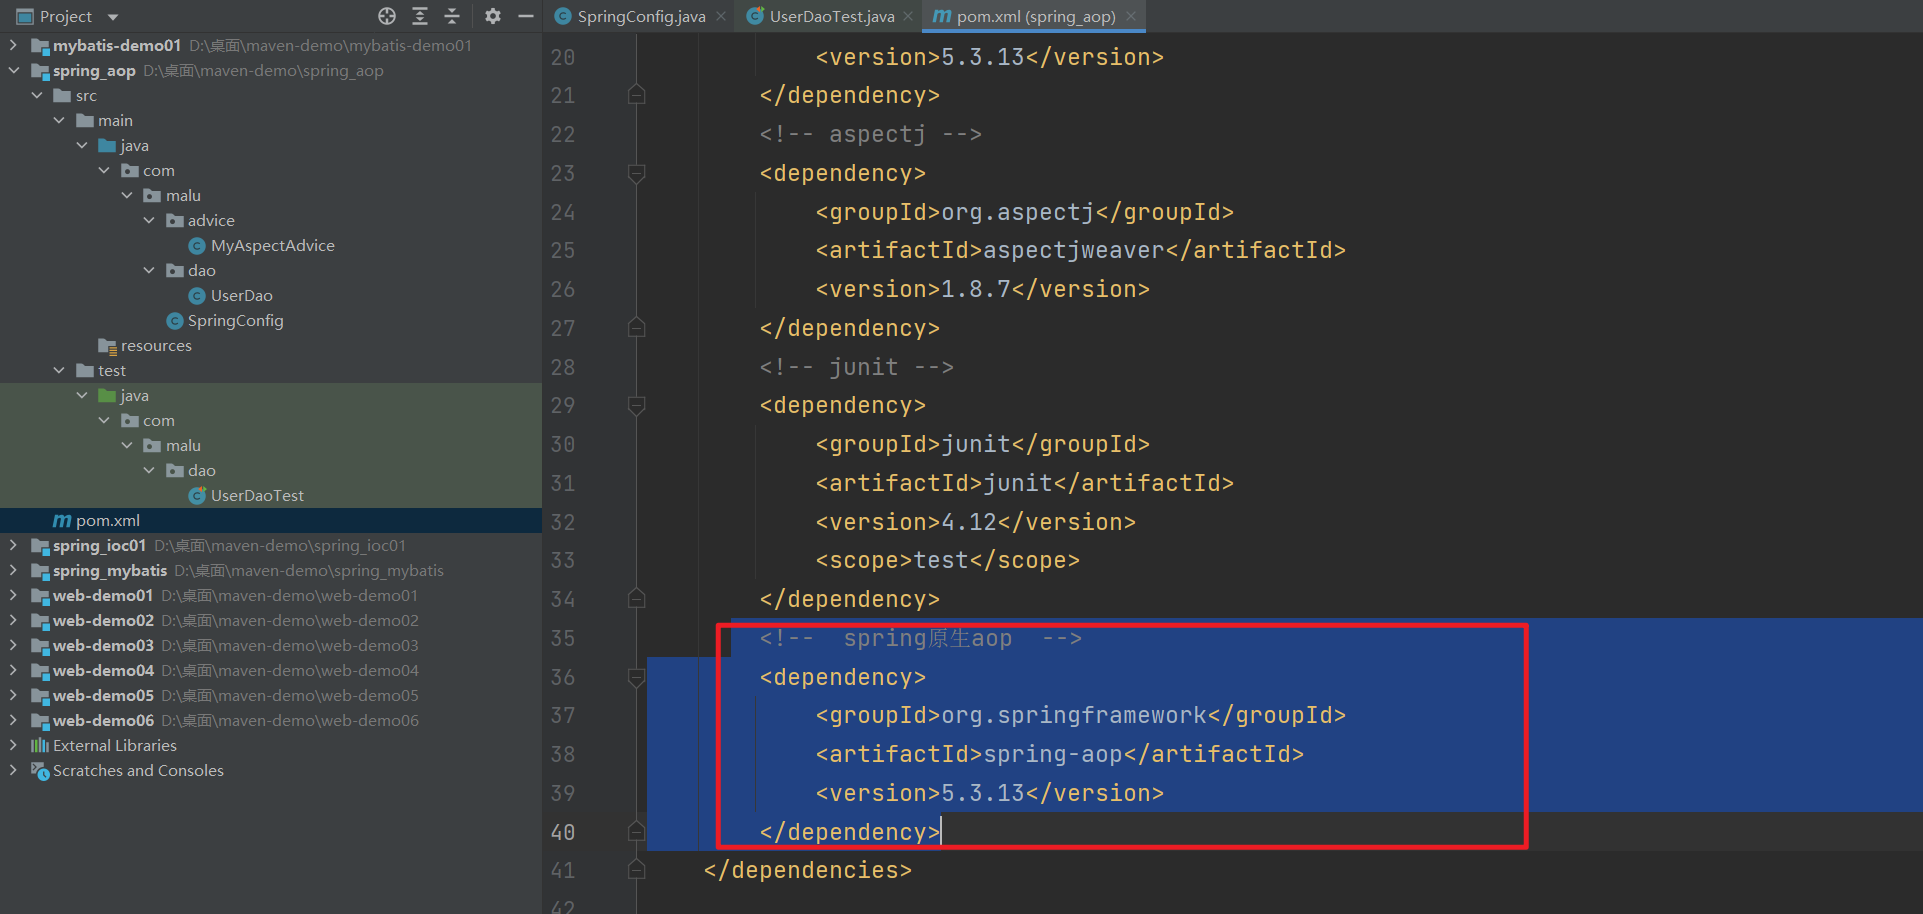 Project
SpringConfig.java
UserDaoTest.java
pom.xml (spring_aop)
mybatis-demo01 D:\桌面\maven-demo\mybatis-demo01
spring_aop D:\桌面\maven-demo\spring_aop
src
main
java
com
malu
advice
MyAspectAdvice
dao
UserDao
SpringConfig
resources
test
java
com
malu
dao
UserDaoTest
pom.xml
spring_ioc01 D:\桌面\maven-demo\spring_ioc01
spring_mybatis D:\桌面\maven-demo\spring_mybatis
web-demo01 D:\桌面\maven-demo\web-demo01
web-demo02 D:\桌面\maven-demo\web-demo02
web-demo03 D:\桌面\maven-demo\web-demo03
web-demo04 D:\桌面\maven-demo\web-demo04
web-demo05 D:\桌面\maven-demo\web-demo05
web-demo06 D:\桌面\maven-demo\web-demo06
External Libraries
Scratches and Consoles
20 <version>5.3.13</version>
21 </dependency>
22 <!-- aspectj -->
23 <dependency>
24 <groupId>org.aspectj</groupId>
25 <artifactId>aspectjweaver</artifactId>
26 <version>1.8.7</version>
27 </dependency>
28 <!-- junit -->
29 <dependency>
30 <groupId>junit</groupId>
31 <artifactId>junit</artifactId>
32 <version>4.12</version>
33 <scope>test</scope>
34 </dependency>
35 <!--  spring原生aop  -->
36 <dependency>
37 <groupId>org.springframework</groupId>
38 <artifactId>spring-aop</artifactId>
39 <version>5.3.13</version>
40 </dependency>
41 </dependencies>
42